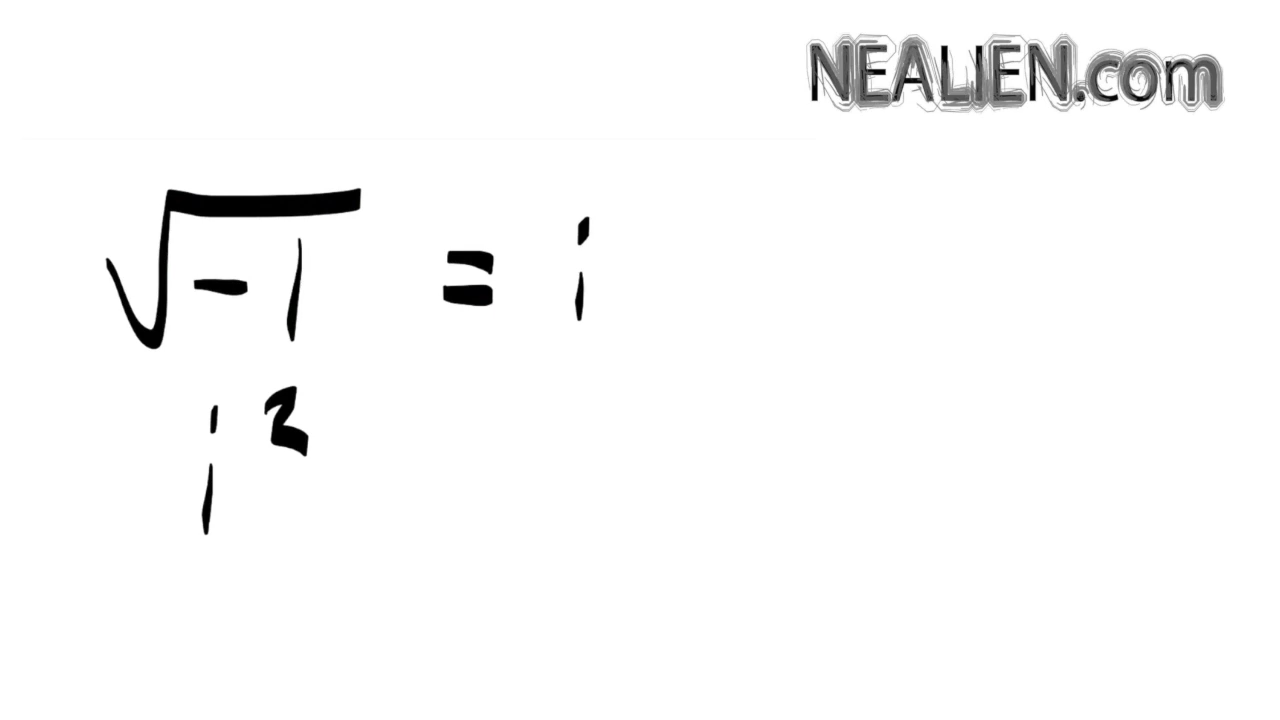 NEALIEN.com
√-1 = i
i²